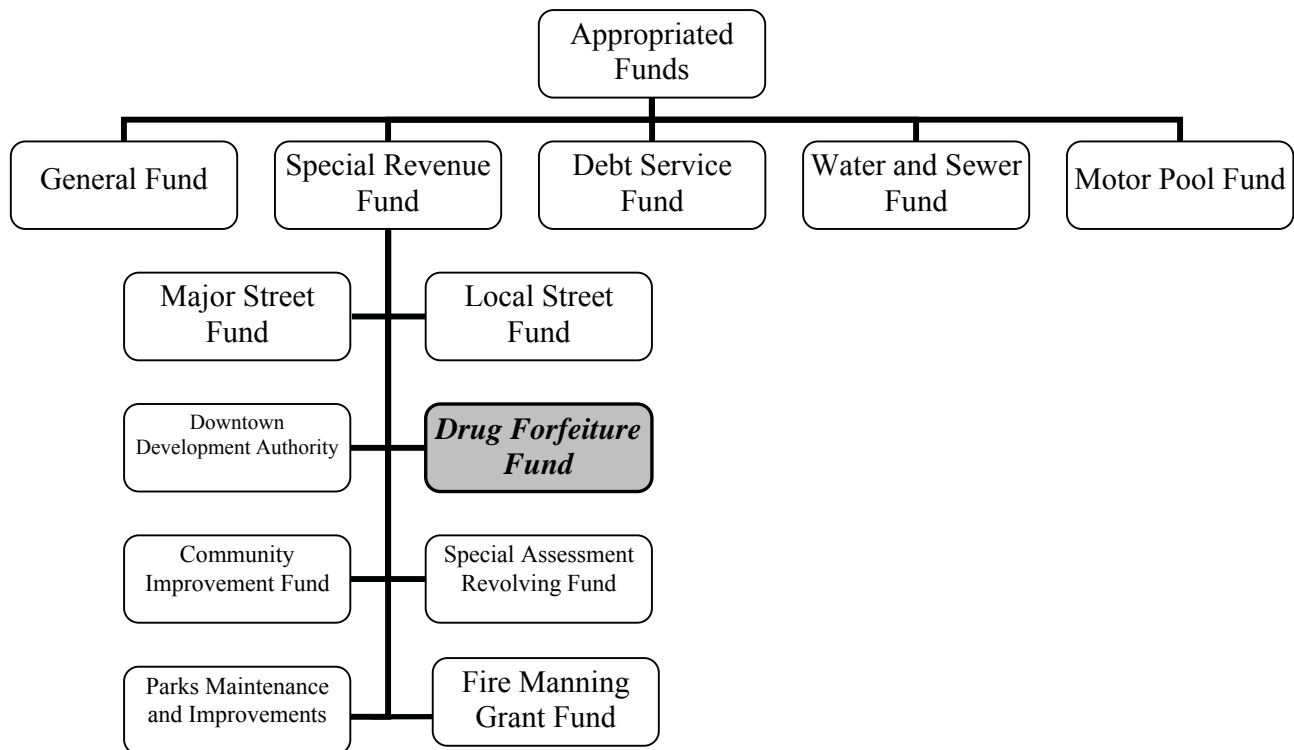 Appropriated
Funds
General Fund
Special Revenue
Fund
Debt Service
Fund
Water and Sewer
Fund
Motor Pool Fund
Major Street
Fund
Local Street
Fund
Downtown
Development Authority
Drug Forfeiture
Fund
Community
Improvement Fund
Special Assessment
Revolving Fund
Parks Maintenance
and Improvements
Fire Manning
Grant Fund